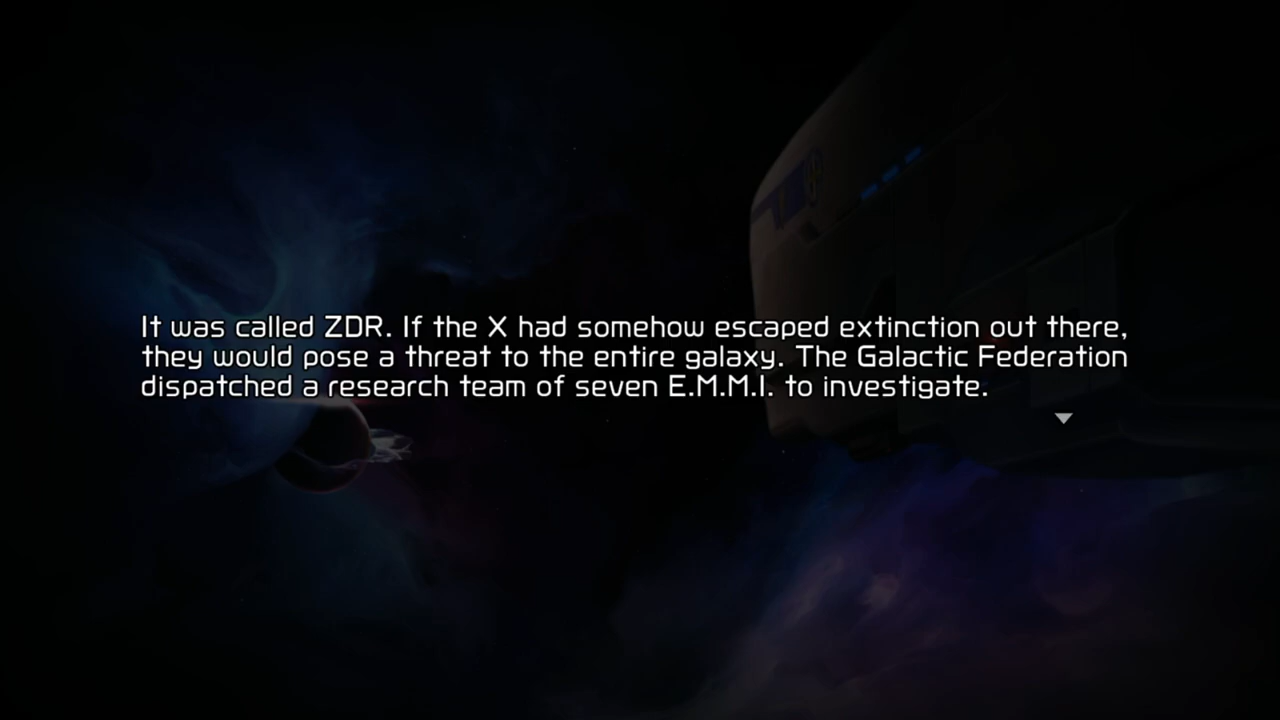 It was called ZDR. If the X had somehow escaped extinction out there,
they would pose a threat to the entire galaxy. The Galactic Federation
dispatched a research team of seven E.M.M.I. to investigate.